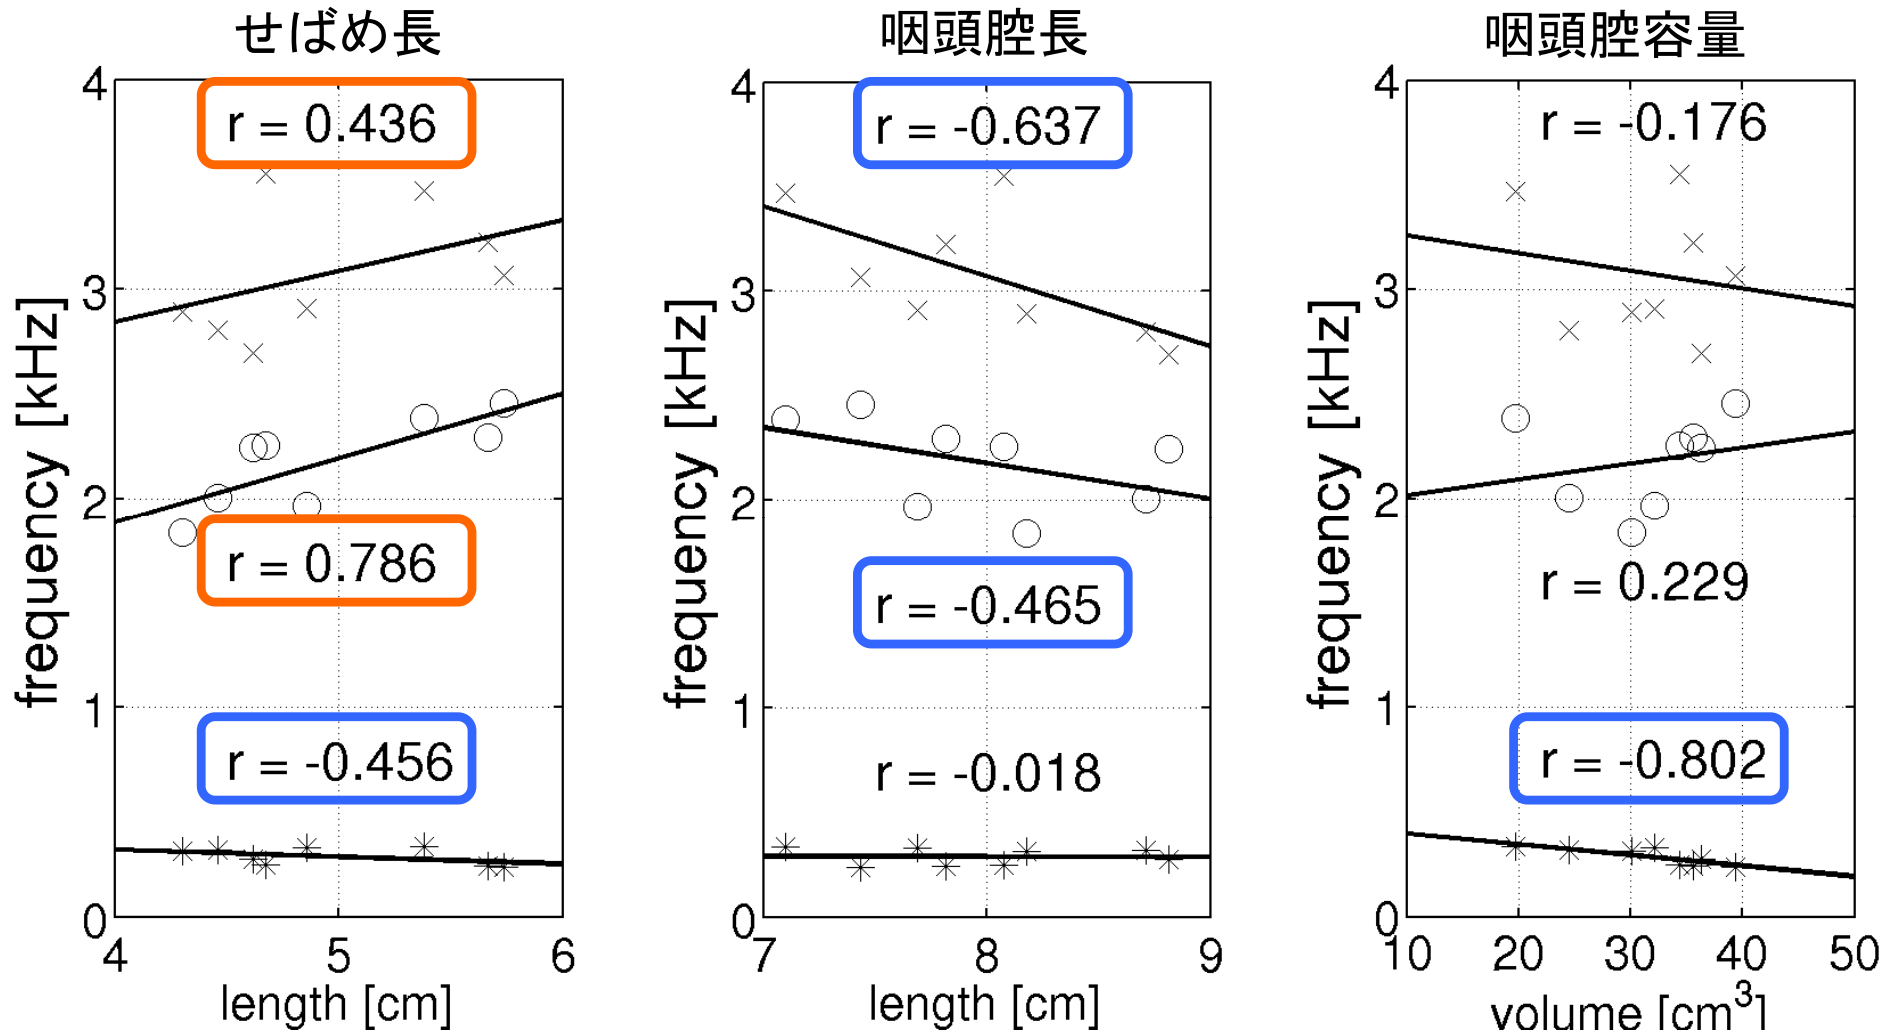 せばめ長
4
r = 0.436
3
2
r = 0.786
1
r = -0.456
0
4 5 6
length [cm]
frequency [kHz]
咽頭腔長
4
r = -0.637
3
2
r = -0.465
1
r = -0.018
0
7 8 9
length [cm]
frequency [kHz]
咽頭腔容量
4
r = -0.176
3
2
r = 0.229
1
r = -0.802
0
10 20 30 40 50
volume [cm³]
frequency [kHz]